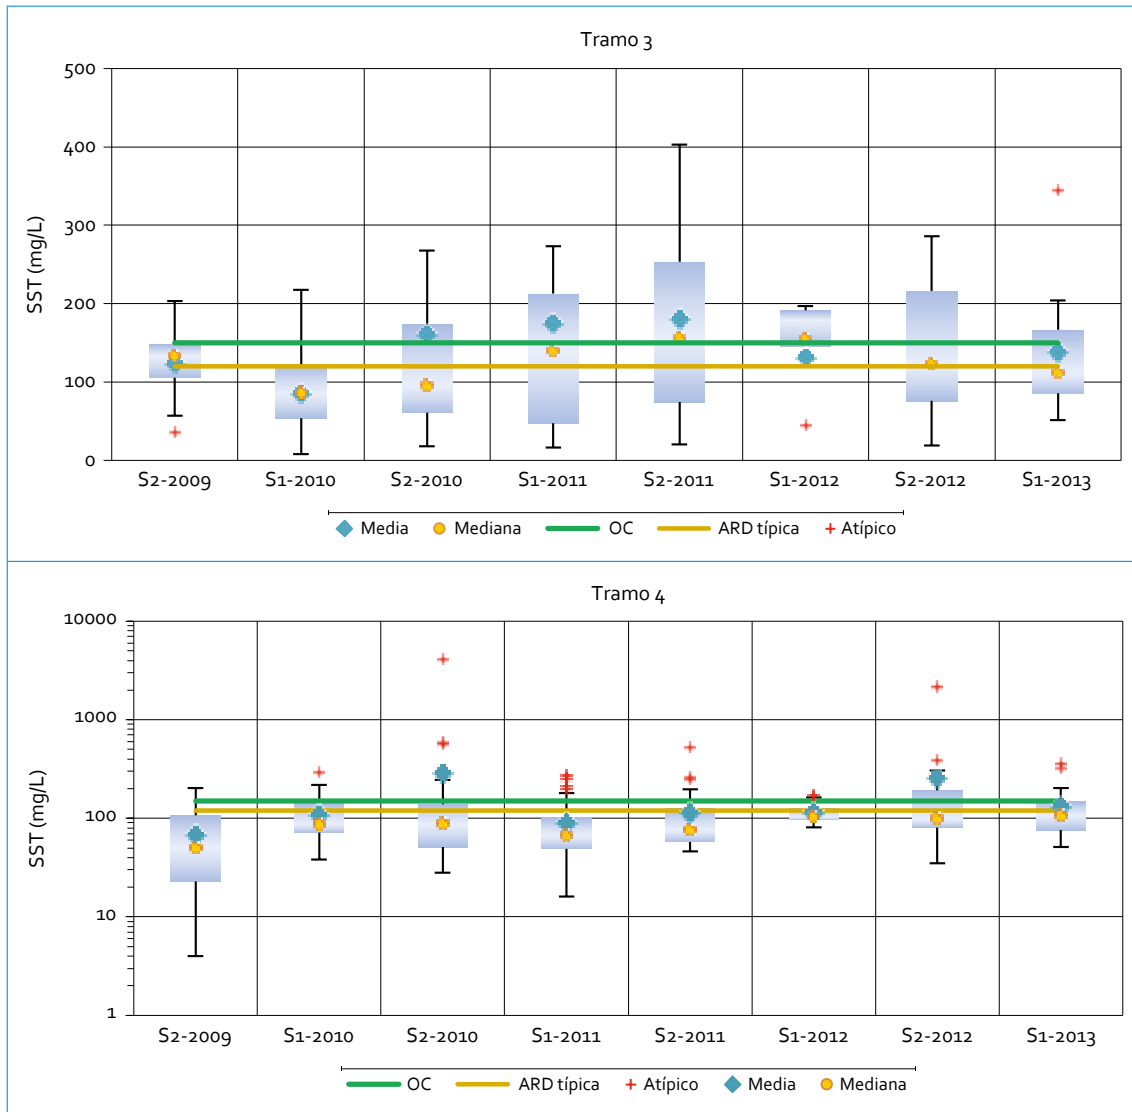 Tramo 3
SST (mg/L)
500
400
300
200
100
0
S2-2009 S1-2010 S2-2010 S1-2011 S2-2011 S1-2012 S2-2012 S1-2013
Media Mediana OC ARD típica Atípico
Tramo 4
SST (mg/L)
10000
1000
100
10
1
S2-2009 S1-2010 S2-2010 S1-2011 S2-2011 S1-2012 S2-2012 S1-2013
OC ARD típica Atípico Media Mediana